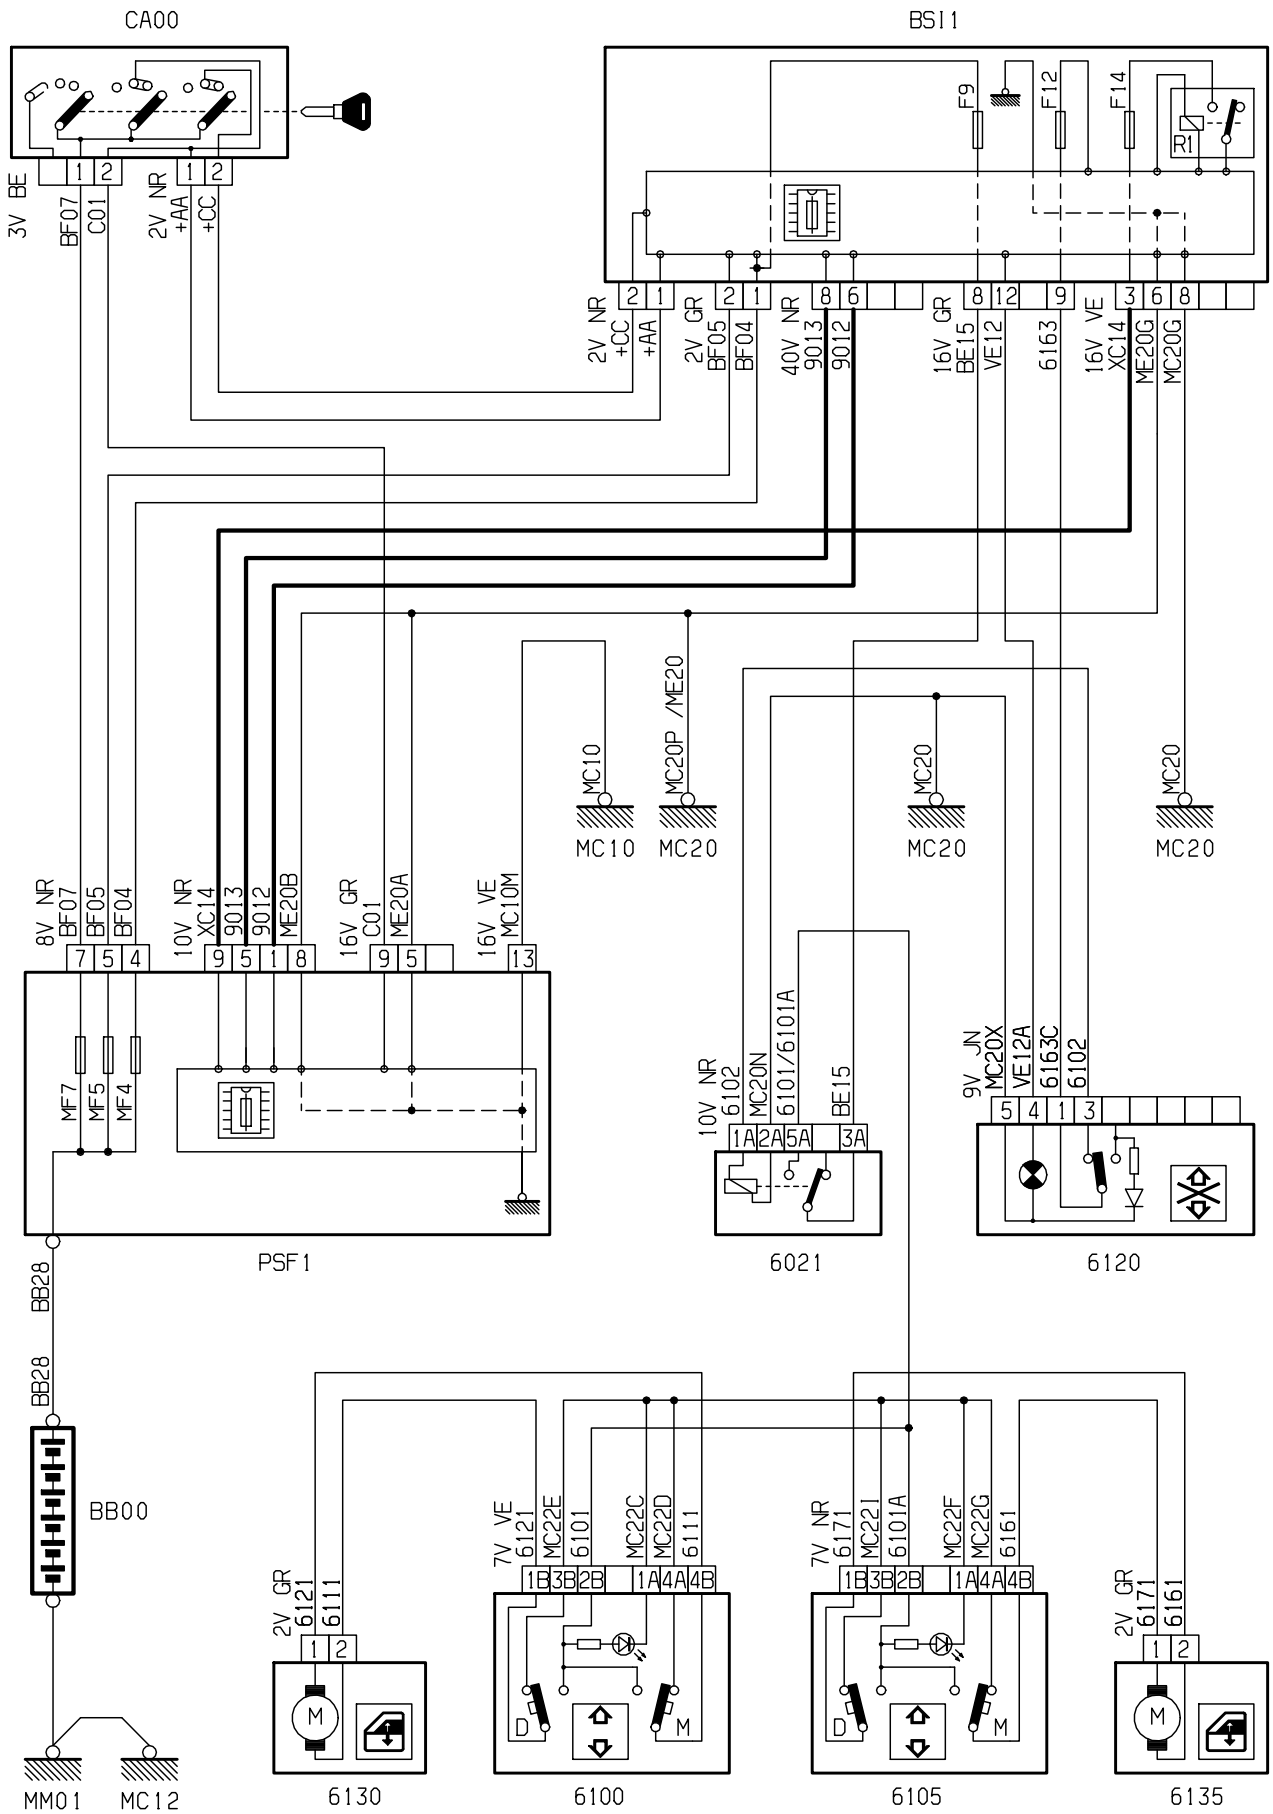 CA00
BSI1
F9
F12
F14
R1
1 2 1 2
3V BE
BF07
C01
2V NR
+AA
+CC
2 1 2 1 8 6 8 12 9 3 6 8
2V NR
+CC
+AA
2V GR
BF05
BF04
40V NR
9013
9012
16V GR
BE15
VE12
6163
16V VE
XC14
ME20G
MC20G
MC10
MC20P /ME20
MC20
MC20
MC10
MC20
MC20
MC20
8V NR
BF07
BF05
BF04
10V NR
XC14
9013
9012
ME20B
16V GR
C01
ME20A
16V VE
MC10M
7 5 4 9 5 1 8 9 5 13
MF7
MF5
MF4
PSF1
10V NR
6102
MC20N
6101/6101A
BE15
1A 2A 5A 3A
6021
9V JN
MC20X
VE12A
6163C
6102
5 4 1 3
6120
BB28
BB28
BB00
MM01
MC12
2V GR
6121
6111
1 2
M
6130
7V VE
6121
MC22E
6101
MC22C
MC22D
6111
1B 3B 2B 1A 4A 4B
D
M
6100
7V NR
6171
MC22I
6101A
MC22F
MC22G
6161
1B 3B 2B 1A 4A 4B
D
M
6105
2V GR
6171
6161
1 2
M
6135